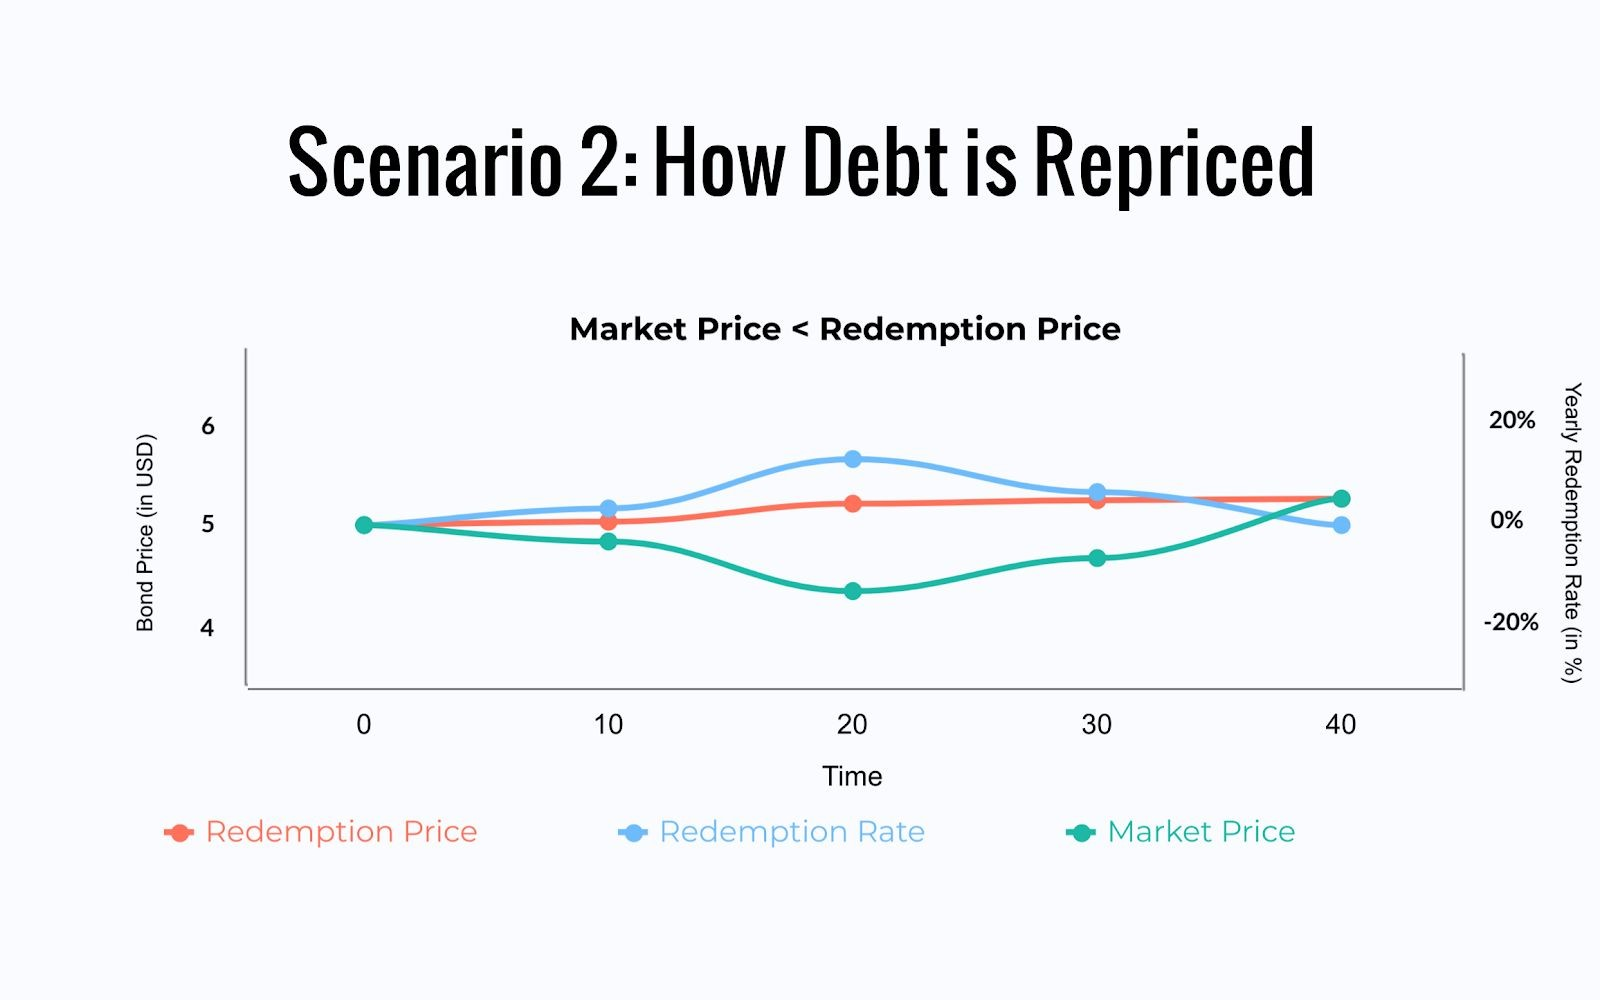 Scenario 2: How Debt is Repriced
Market Price < Redemption Price
Bond Price (in USD)
6
5
4
20%
0%
-20%
Yearly Redemption Rate (in %)
0 10 20 30 40
Time
Redemption Price Redemption Rate Market Price